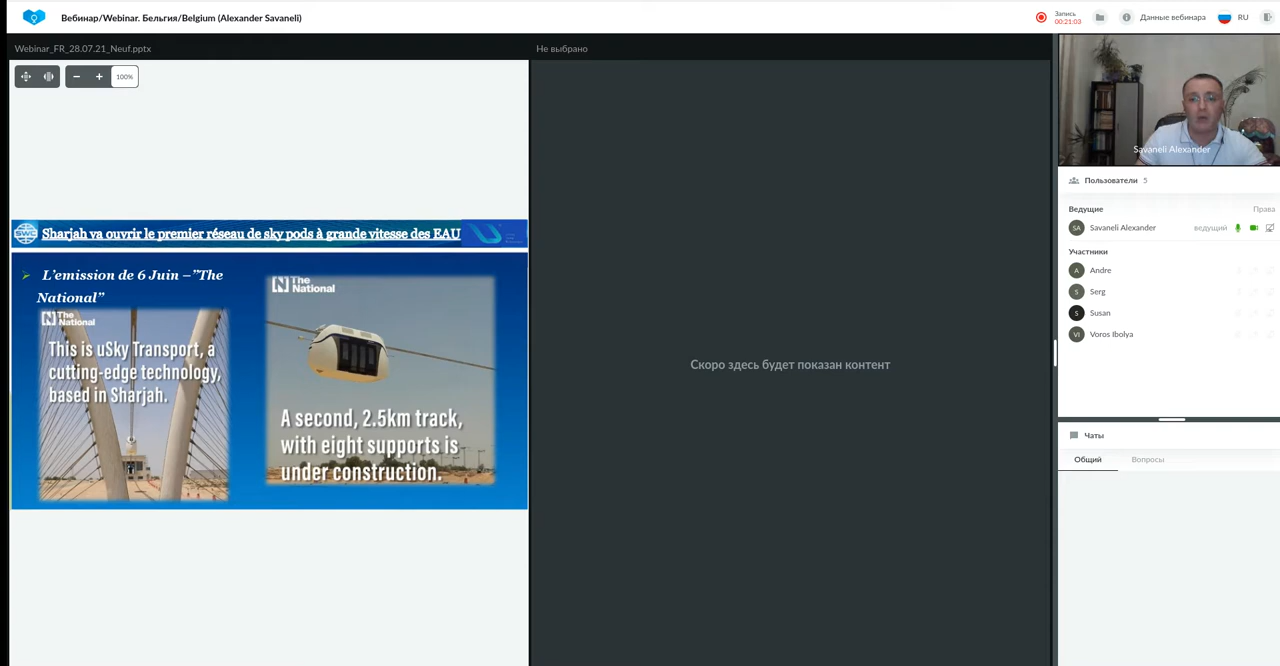 Вебинар/Webinar. Бельгия/Belgium (Alexander Savaneli)
Запись
00:21:03
Данные вебинара
RU
Webinar_FR_28.07.21_Neuf.pptx
Не выбрано
100%
SWC
Sharjah va ouvrir le premier réseau de sky pods à grande vitesse des EAU
L'emission de 6 Juin –"The
National"
The
National
This is uSky Transport, a
cutting-edge technology,
based in Sharjah.
The
National
A second, 2.5km track,
with eight supports is
under construction.
Скоро здесь будет показан контент
Savaneli Alexander
Пользователи 5
Ведущие
Права
SA Savaneli Alexander ведущий
Участники
A Andre
S Serg
S Susan
VI Voros Ibolya
Чаты
Общий
Вопросы